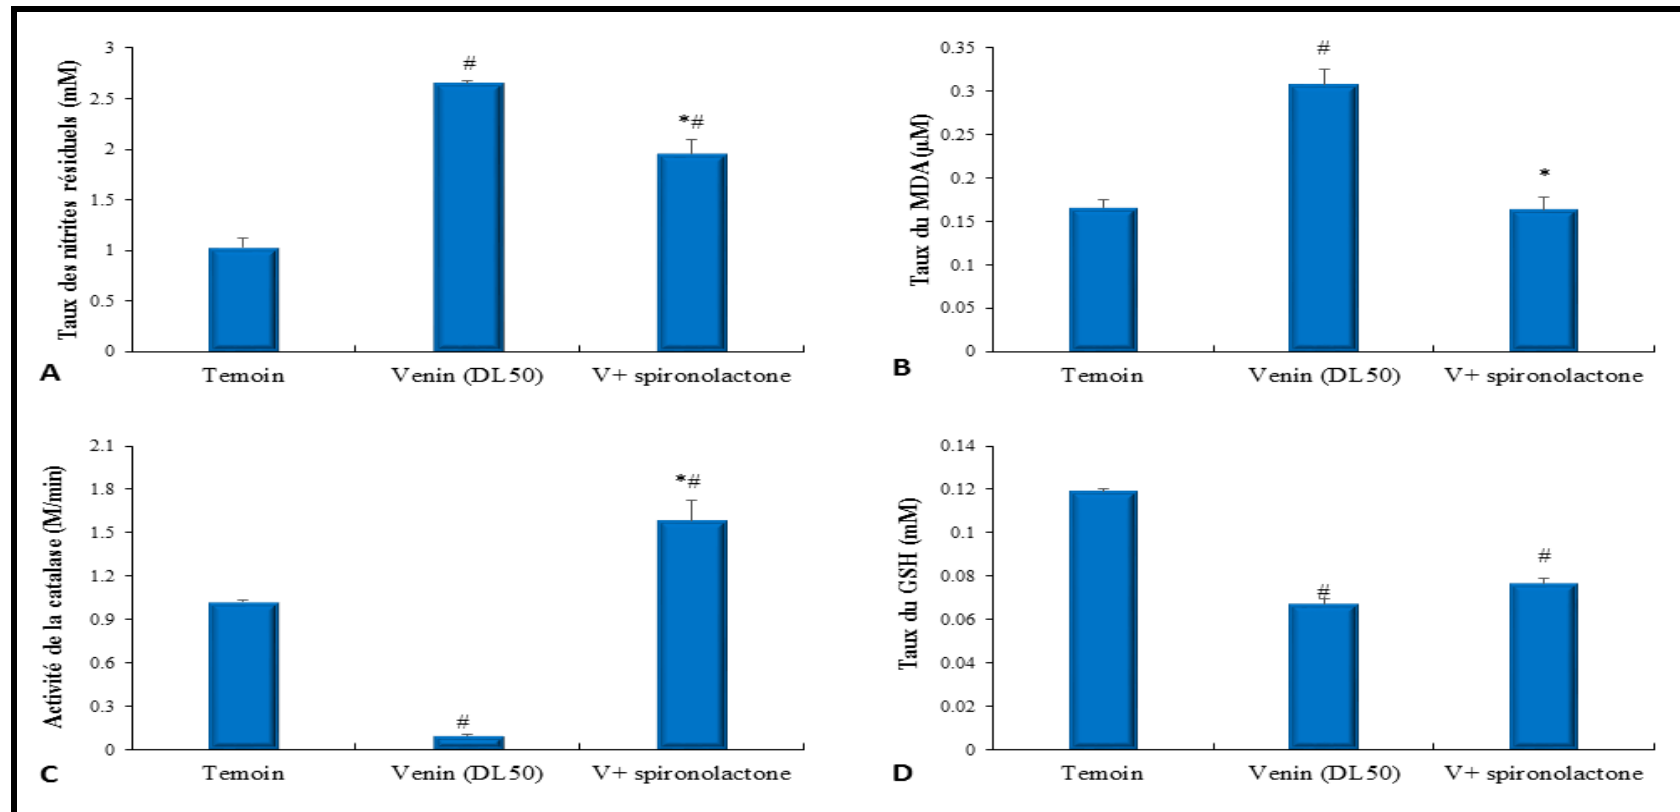 Taux des nitrites résiduels (mM)
3
2.5
2
1.5
1
0.5
0
#
*#
A
Temoin
Venin (DL50)
V+ spironolactone
Taux du MDA (µM)
0.35
0.3
0.25
0.2
0.15
0.1
0.05
0
#
*
B
Temoin
Venin (DL50)
V+ spironolactone
Activité de la catalase (M/min)
2.1
1.8
1.5
1.2
0.9
0.6
0.3
0
#
*#
C
Temoin
Venin (DL50)
V+ spironolactone
Taux du GSH (mM)
0.14
0.12
0.1
0.08
0.06
0.04
0.02
0
#
#
D
Temoin
Venin (DL50)
V+ spironolactone